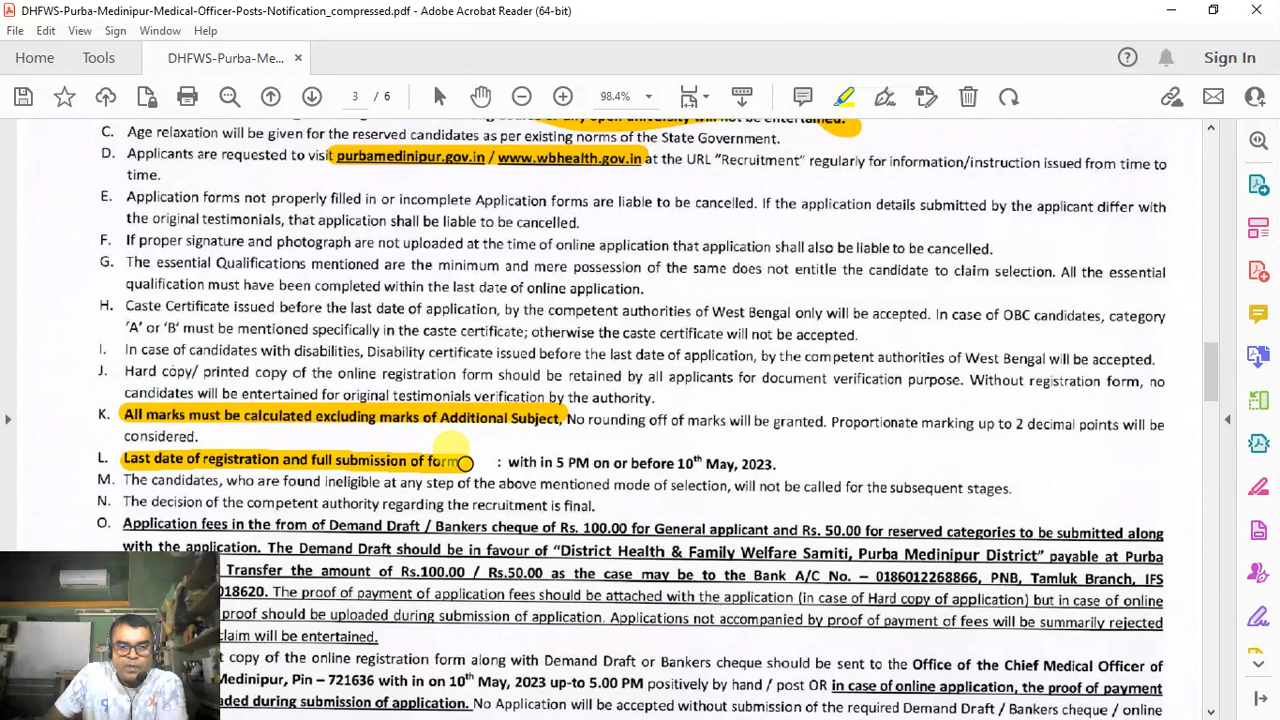 DHFWS-Purba-Medinipur-Medical-Officer-Posts-Notification_compressed.pdf - Adobe Acrobat Reader (64-bit)
File Edit View Sign Window Help
Home Tools DHFWS-Purba-Me... × Sign In
3 / 6 98.4%
of any open university will not be entertained.
C. Age relaxation will be given for the reserved candidates as per existing norms of the State Government.
D. Applicants are requested to visit purbamedinipur.gov.in / www.wbhealth.gov.in at the URL "Recruitment" regularly for information/instruction issued from time to
time.
E. Application forms not properly filled in or incomplete Application forms are liable to be cancelled. If the application details submitted by the applicant differ with
the original testimonials, that application shall be liable to be cancelled.
F. If proper signature and photograph are not uploaded at the time of online application that application shall also be liable to be cancelled.
G. The essential Qualifications mentioned are the minimum and mere possession of the same does not entitle the candidate to claim selection. All the essential
qualification must have been completed within the last date of online application.
H. Caste Certificate issued before the last date of application, by the competent authorities of West Bengal only will be accepted. In case of OBC candidates, category
'A' or 'B' must be mentioned specifically in the caste certificate; otherwise the caste certificate will not be accepted.
I. In case of candidates with disabilities, Disability certificate issued before the last date of application, by the competent authorities of West Bengal will be accepted.
J. Hard copy/ printed copy of the online registration form should be retained by all applicants for document verification purpose. Without registration form, no
candidates will be entertained for original testimonials verification by the authority.
K. All marks must be calculated excluding marks of Additional Subject, No rounding off of marks will be granted. Proportionate marking up to 2 decimal points will be
considered.
L. Last date of registration and full submission of form : with in 5 PM on or before 10th May, 2023.
M. The candidates, who are found ineligible at any step of the above mentioned mode of selection, will not be called for the subsequent stages.
N. The decision of the competent authority regarding the recruitment is final.
O. Application fees in the from of Demand Draft / Bankers cheque of Rs. 100.00 for General applicant and Rs. 50.00 for reserved categories to be submitted along
with the application. The Demand Draft should be in favour of "District Health & Family Welfare Samiti, Purba Medinipur District" payable at Purba
Transfer the amount of Rs.100.00 / Rs.50.00 as the case may be to the Bank A/C No. – 0186012268866, PNB, Tamluk Branch, IFS
018620. The proof of payment of application fees should be attached with the application (in case of Hard copy of application) but in case of online
proof should be uploaded during submission of application. Applications not accompanied by proof of payment of fees will be summarily rejected
claim will be entertained.
t copy of the online registration form along with Demand Draft or Bankers cheque should be sent to the Office of the Chief Medical Officer of
Medinipur, Pin – 721636 with in on 10th May, 2023 up-to 5.00 PM positively by hand / post OR in case of online application, the proof of payment
aded during submission of application. No Application will be accepted without submission of the required Demand Draft / Bankers cheque / online